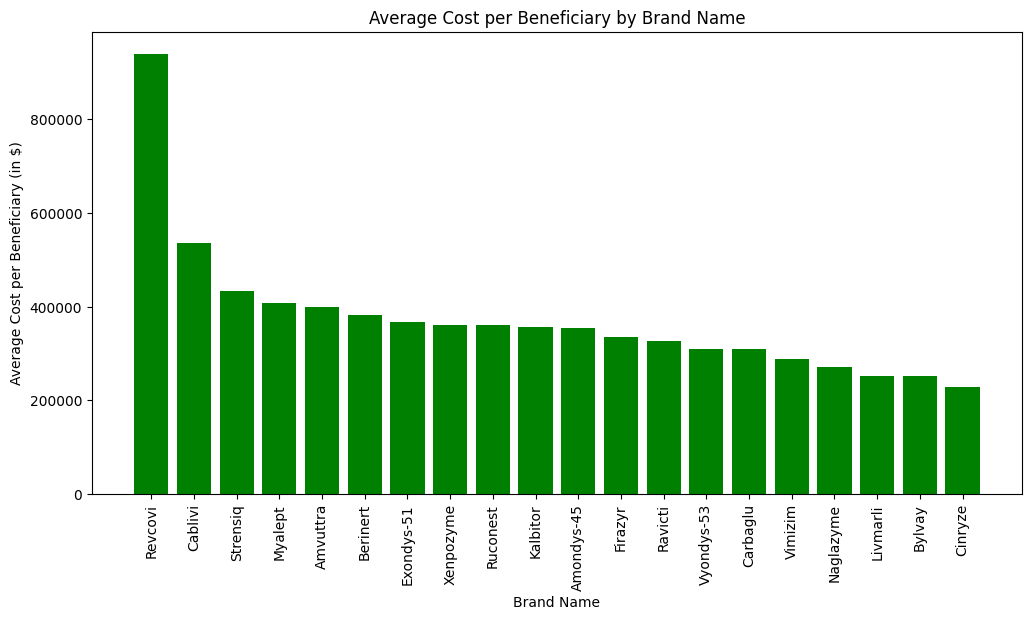 Average Cost per Beneficiary by Brand Name
Average Cost per Beneficiary (in $)
800000
600000
400000
200000
0
Revcovi
Cablivi
Strensiq
Myalept
Amvuttra
Berinert
Exondys-51
Xenpozyme
Ruconest
Kalbitor
Amondys-45
Firazyr
Ravicti
Vyondys-53
Carbaglu
Vimizim
Naglazyme
Livmarli
Bylvay
Cinryze
Brand Name